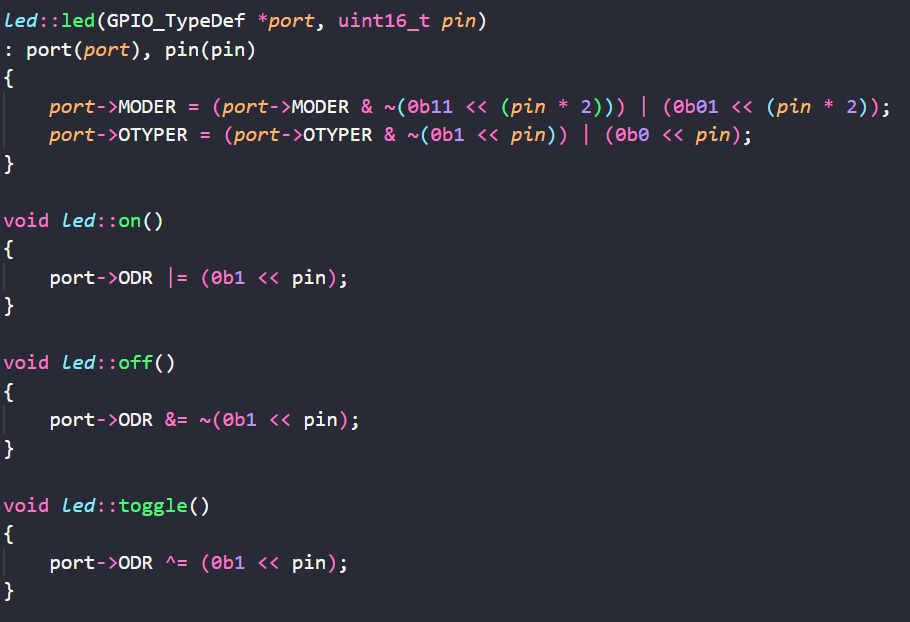 led::led(GPIO_TypeDef *port, uint16_t pin)
: port(port), pin(pin)
{
    port->MODER = (port->MODER & ~(0b11 << (pin * 2))) | (0b01 << (pin * 2));
    port->OTYPER = (port->OTYPER & ~(0b1 << pin)) | (0b0 << pin);
}

void led::on()
{
    port->ODR |= (0b1 << pin);
}

void led::off()
{
    port->ODR &= ~(0b1 << pin);
}

void led::toggle()
{
    port->ODR ^= (0b1 << pin);
}